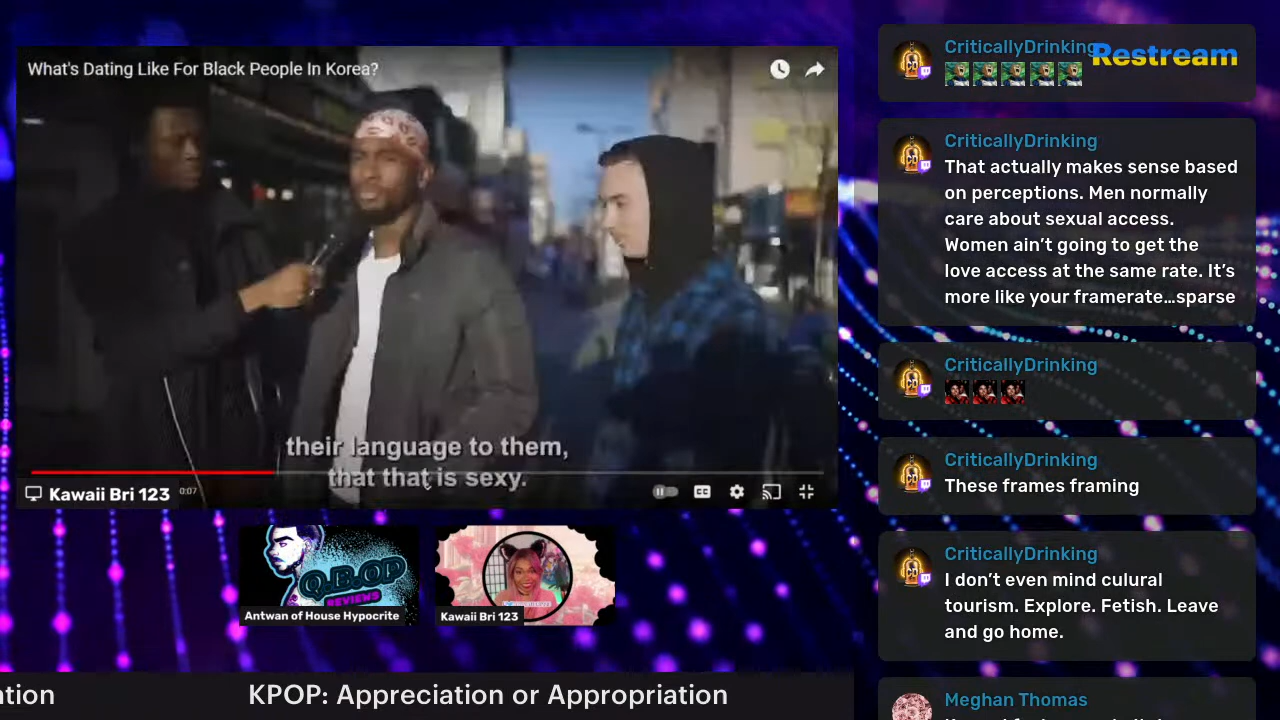 What's Dating Like For Black People In Korea?
their language to them,
that that is sexy.
Kawaii Bri 123
0:07
CC
Q.B.OP
REVIEWS
Antwan of House Hypocrite
Kawaii Bri 123
ation
KPOP: Appreciation or Appropriation
Restream
CriticallyDrinking
CriticallyDrinking
That actually makes sense based
on perceptions. Men normally
care about sexual access.
Women ain’t going to get the
love access at the same rate. It’s
more like your framerate…sparse
CriticallyDrinking
CriticallyDrinking
These frames framing
CriticallyDrinking
I don’t even mind culural
tourism. Explore. Fetish. Leave
and go home.
Meghan Thomas